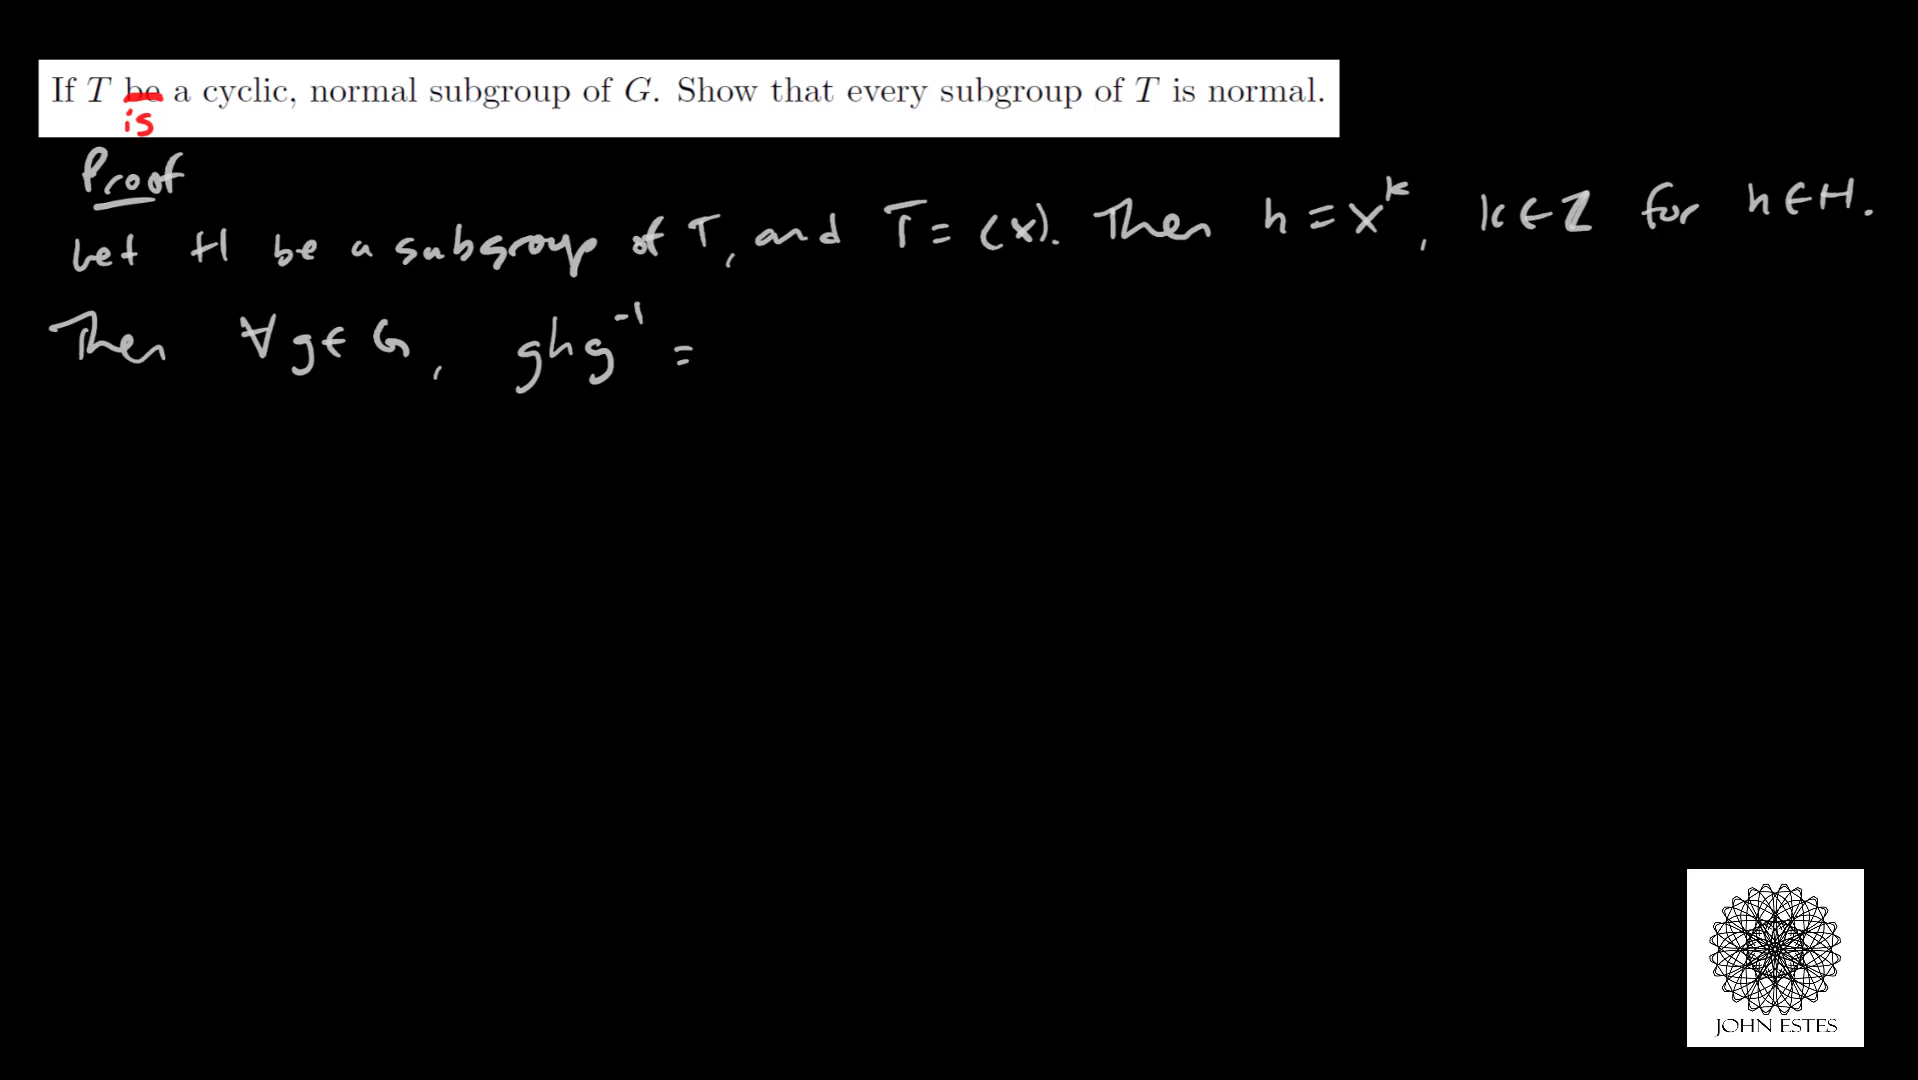 If T be a cyclic, normal subgroup of G. Show that every subgroup of T is normal.
is
Proof
Let H be a subgroup of T, and T = (x). Then h = x^k, k ∈ Z for h ∈ H.
Then ∀ g ∈ G, ghg^-1 =
JOHN ESTES